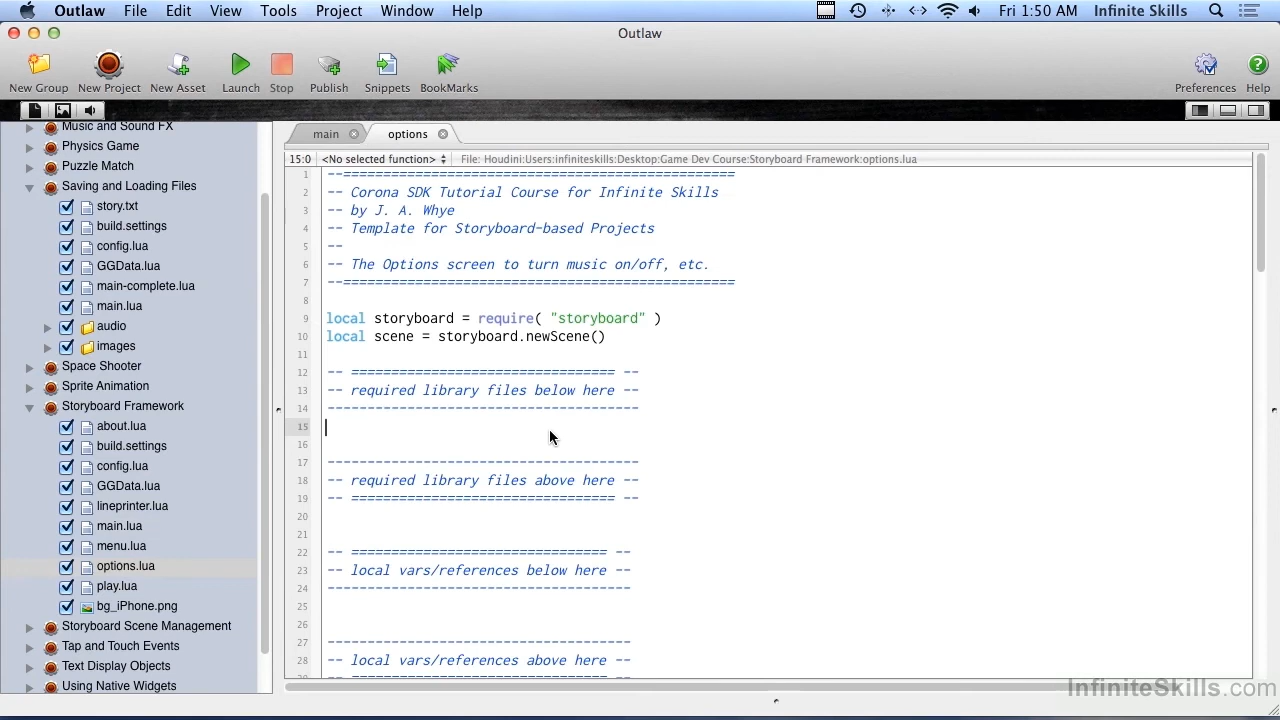 Outlaw File Edit View Tools Project Window Help Fri 1:50 AM Infinite Skills
Outlaw
New Group New Project New Asset Launch Stop Publish Snippets BookMarks Preferences Help
main options
15:0 <No selected function> File: Houdini:Users:infiniteskills:Desktop:Game Dev Course:Storyboard Framework:options.lua
Music and Sound FX
Physics Game
Puzzle Match
Saving and Loading Files
story.txt
build.settings
config.lua
GGData.lua
main-complete.lua
main.lua
audio
images
Space Shooter
Sprite Animation
Storyboard Framework
about.lua
build.settings
config.lua
GGData.lua
lineprinter.lua
main.lua
menu.lua
options.lua
play.lua
bg_iPhone.png
Storyboard Scene Management
Tap and Touch Events
Text Display Objects
Using Native Widgets
1 --=================================================
2 -- Corona SDK Tutorial Course for Infinite Skills
3 -- by J. A. Whye
4 -- Template for Storyboard-based Projects
5 --
6 -- The Options screen to turn music on/off, etc.
7 --=================================================
8
9 local storyboard = require( "storyboard" )
10 local scene = storyboard.newScene()
11
12 -- ================================= --
13 -- required library files below here --
14 ---------------------------------------
15
16
17 ---------------------------------------
18 -- required library files above here --
19 -- ================================= --
20
21
22 -- ================================ --
23 -- local vars/references below here --
24 --------------------------------------
25
26
27 --------------------------------------
28 -- local vars/references above here --
InfiniteSkills.com